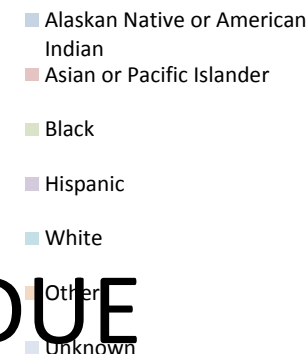 Alaskan Native or American
Indian
Asian or Pacific Islander
Black
Hispanic
White
Other
DUE
Unknown